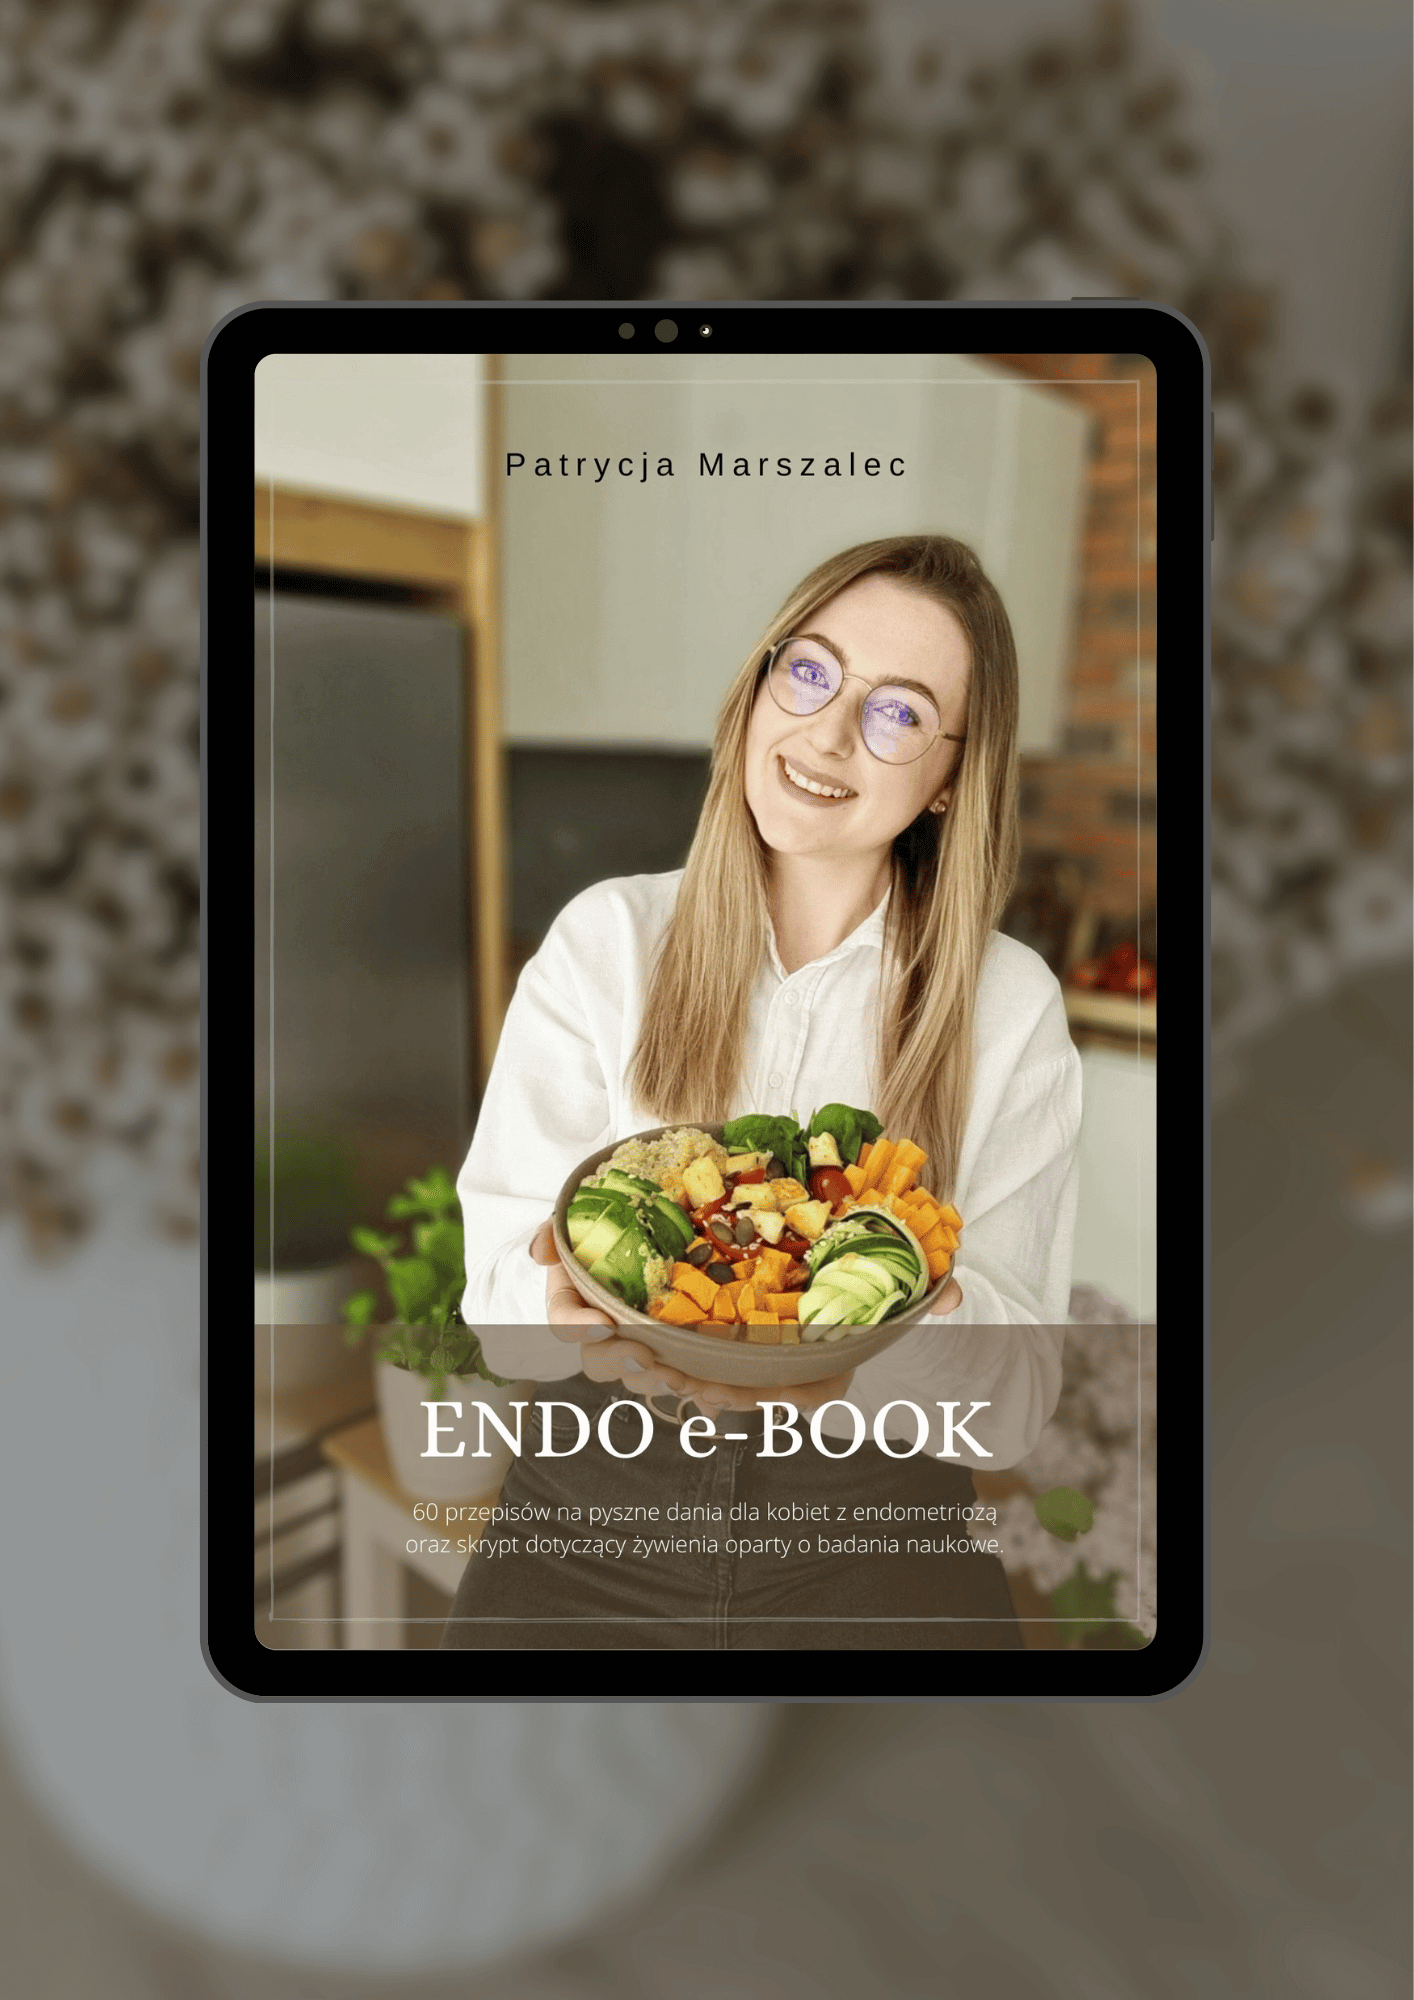 Patrycja Marszalec
ENDO e-BOOK
60 przepisów na pyszne dania dla kobiet z endometriozą
oraz skrypt dotyczący żywienia oparty o badania naukowe.